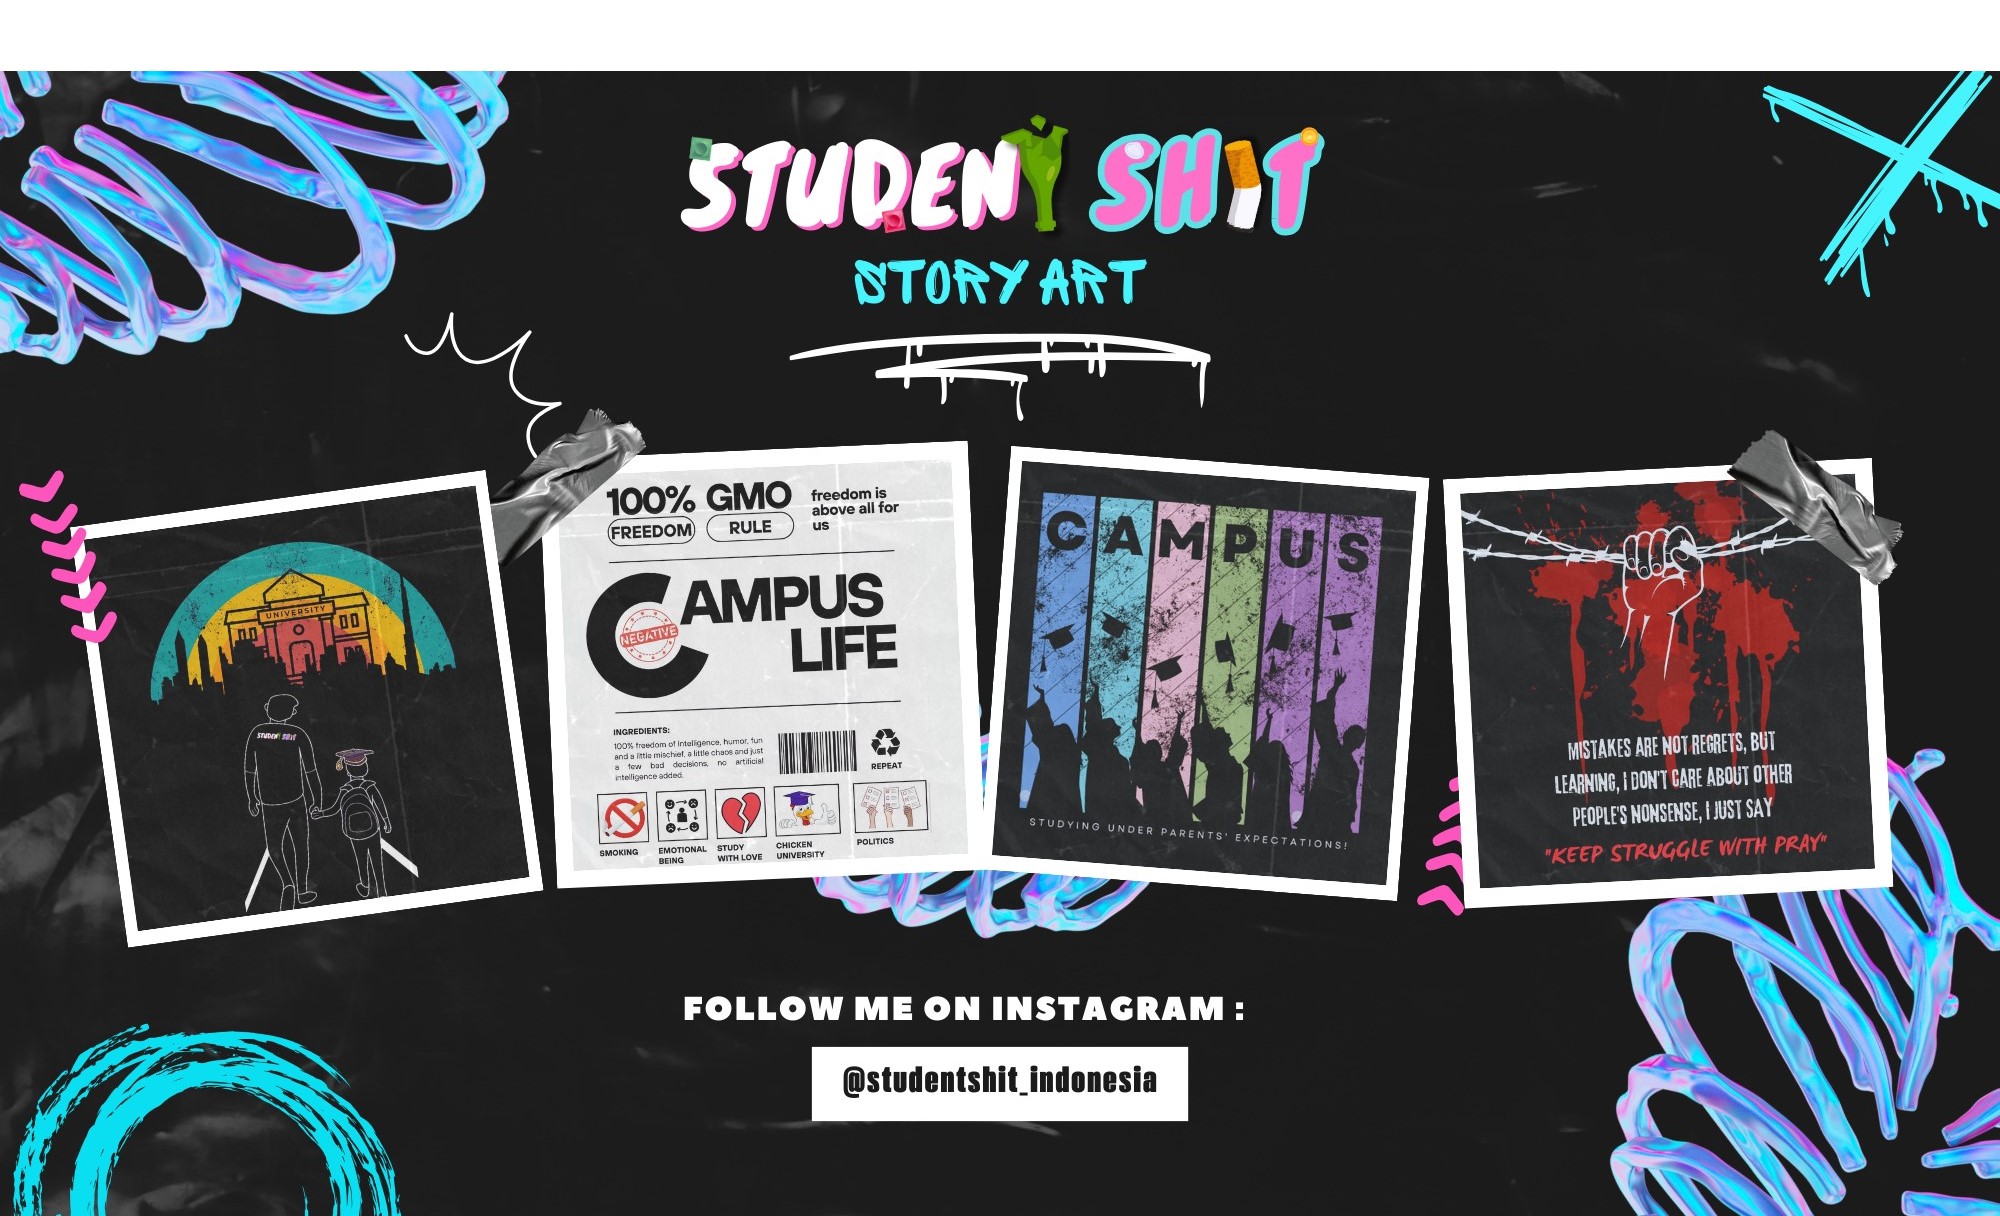 STUDENT SHIT
STORY ART
UNIVERSITY
STUDENT SHIT
100% GMO
FREEDOM RULE
freedom is
above all for
us
CAMPUS
LIFE
NEGATIVE
INGREDIENTS:
100% freedom of intelligence, humor, fun
and a little mischief, a little chaos and just
a few bad decisions, no artificial
intelligence added.
REPEAT
SMOKING
EMOTIONAL
BEING
STUDY
WITH LOVE
CHICKEN
UNIVERSITY
POLITICS
CAMPUS
STUDYING UNDER PARENTS' EXPECTATIONS!
MISTAKES ARE NOT REGRETS, BUT
LEARNING, I DON'T CARE ABOUT OTHER
PEOPLE'S NONSENSE, I JUST SAY
"KEEP STRUGGLE WITH PRAY"
FOLLOW ME ON INSTAGRAM :
@studentshit_indonesia